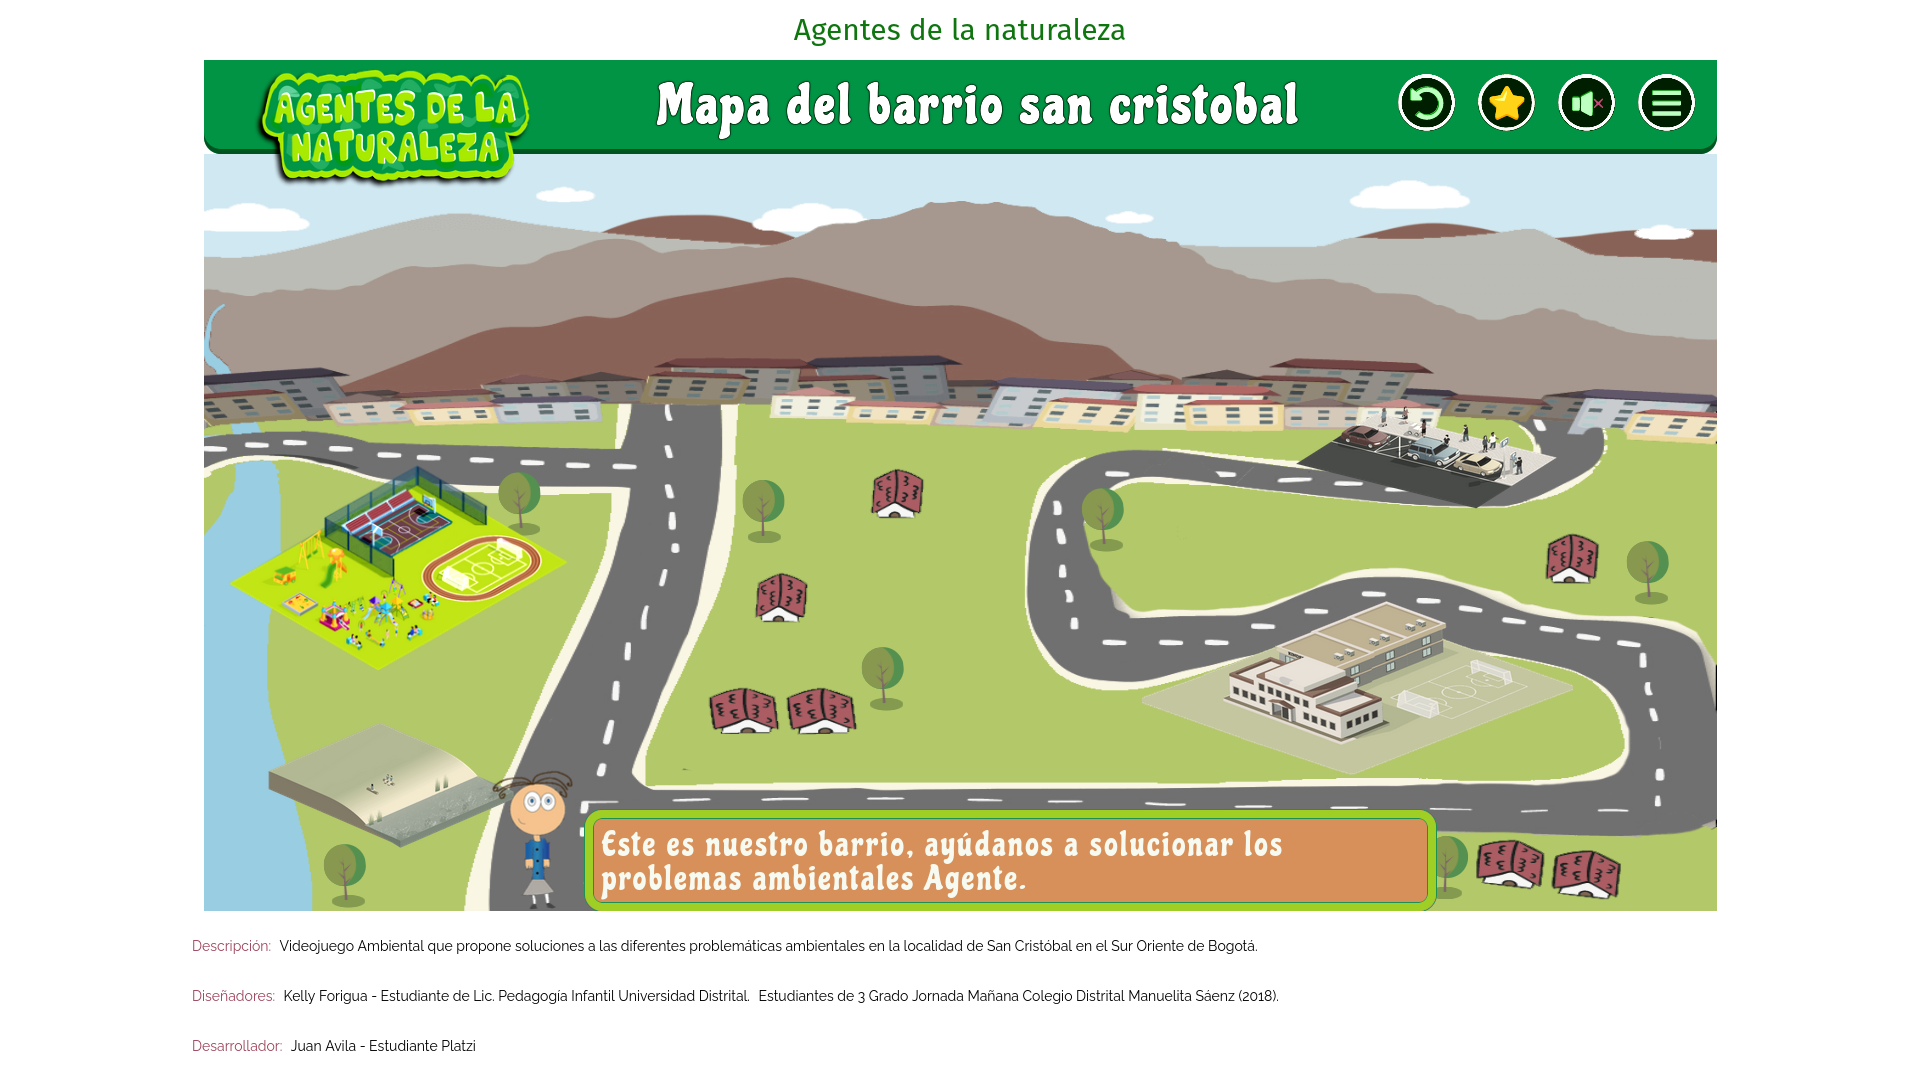 Agentes de la naturaleza
AGENTES DE LA
NATURALEZA
Mapa del barrio san cristobal
Este es nuestro barrio, ayúdanos a solucionar los
problemas ambientales Agente.
Descripción: Videojuego Ambiental que propone soluciones a las diferentes problemáticas ambientales en la localidad de San Cristóbal en el Sur Oriente de Bogotá.
Diseñadores: Kelly Forigua - Estudiante de Lic. Pedagogía Infantil Universidad Distrital. Estudiantes de 3 Grado Jornada Mañana Colegio Distrital Manuelita Sáenz (2018).
Desarrollador: Juan Avila - Estudiante Platzi